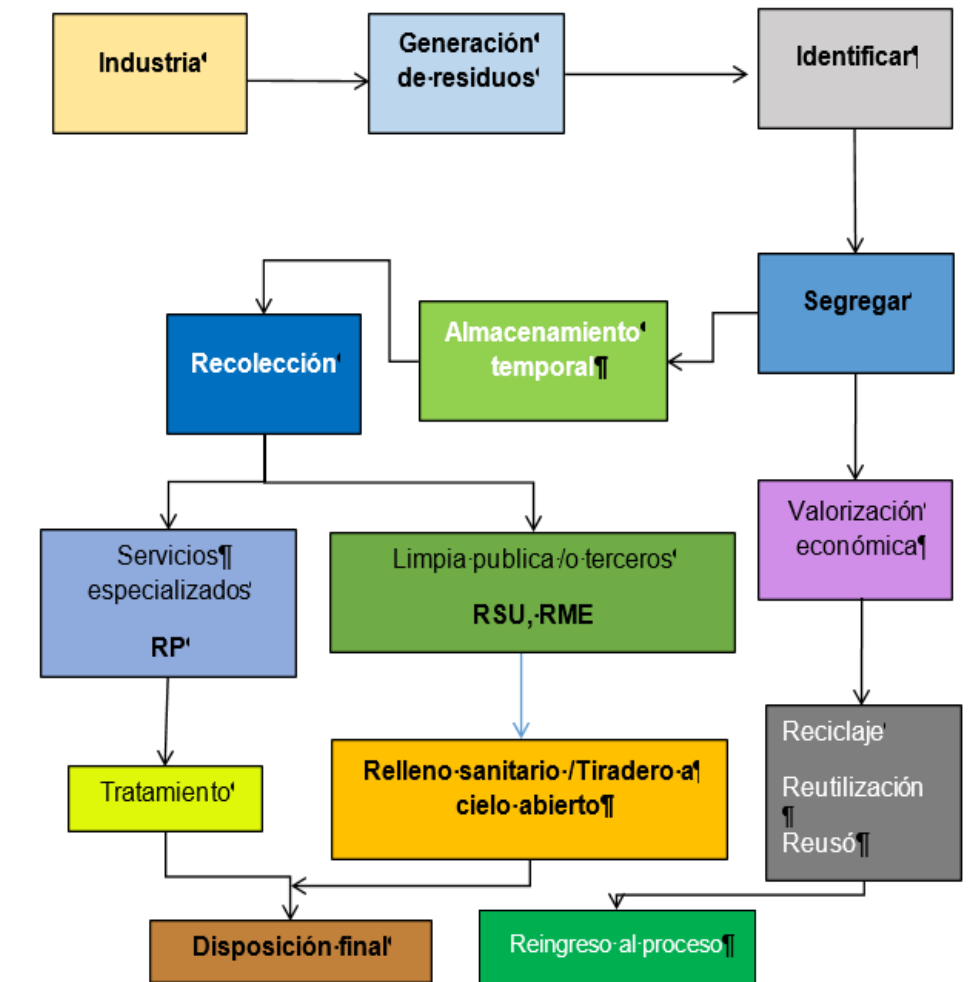 Industria
Generación
de residuos
Identificar¶
Segregar
Almacenamiento
temporal¶
Recolección
Valorización
económica¶
Servicios¶
especializados
RP
Limpia publica /o terceros
RSU, RME
Reciclaje
Reutilización
¶
Reusó¶
Tratamiento
Relleno sanitario /Tiradero a¶
cielo abierto¶
Disposición final
Reingreso al proceso¶